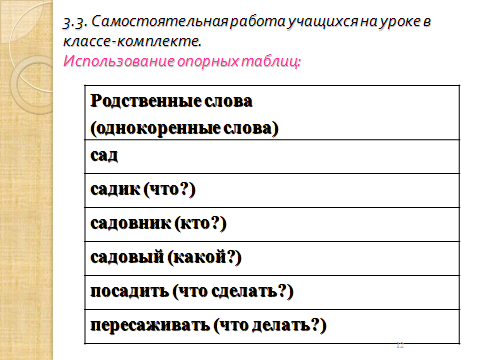 3.3. Самостоятельная работа учащихся на уроке в
классе-комплекте.
Использование опорных таблиц:
Родственные слова
(однокоренные слова)
сад
садик (что?)
садовник (кто?)
садовый (какой?)
посадить (что сделать?)
пересаживать (что делать?)